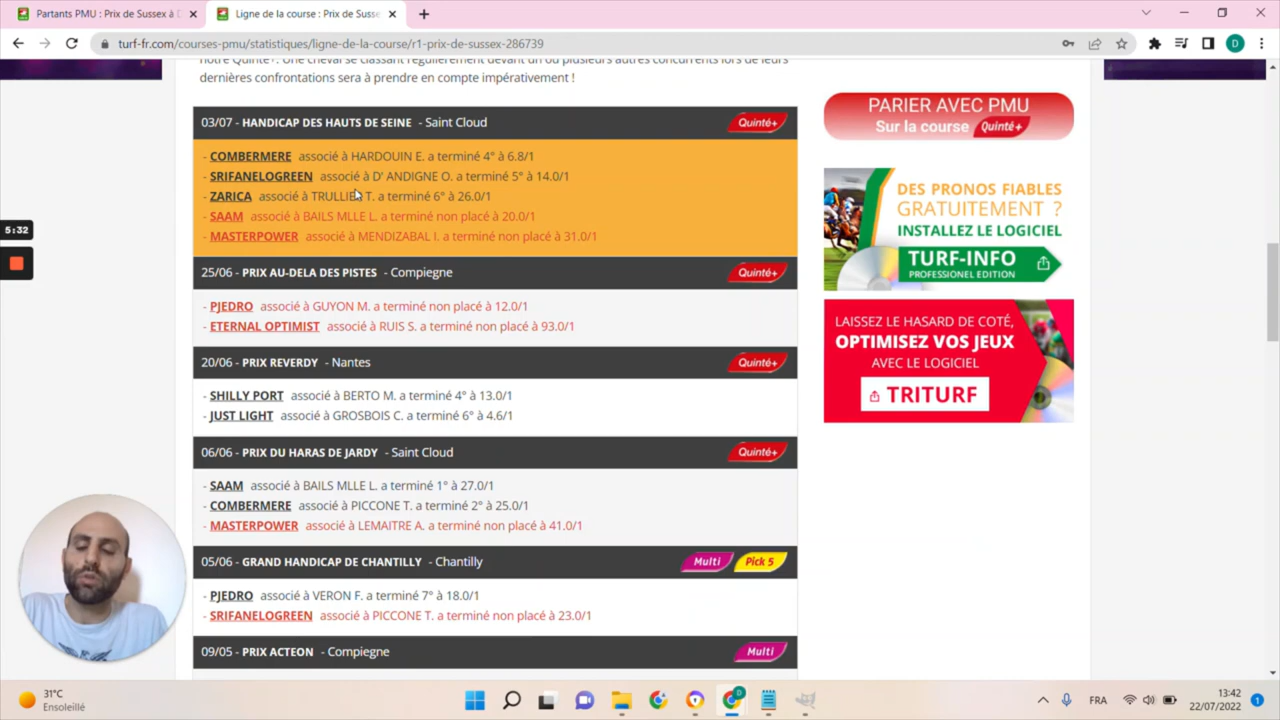 Partants PMU : Prix de Sussex à D
Ligne de la course : Prix de Susse
turf-fr.com/courses-pmu/statistiques/ligne-de-la-course/r1-prix-de-sussex-286739
D
notre Quinté+. Un cheval se classant régulièrement devant un ou plusieurs autres concurrents lors de leurs
dernières confrontations sera à prendre en compte impérativement !
03/07 - HANDICAP DES HAUTS DE SEINE - Saint Cloud Quinté+
- COMBERMERE associé à HARDOUIN E. a terminé 4° à 6.8/1
- SRIFANELOGREEN associé à D' ANDIGNE O. a terminé 5° à 14.0/1
- ZARICA associé à TRULLIER T. a terminé 6° à 26.0/1
- SAAM associé à BAILS MLLE L. a terminé non placé à 20.0/1
- MASTERPOWER associé à MENDIZABAL I. a terminé non placé à 31.0/1
25/06 - PRIX AU-DELA DES PISTES - Compiegne Quinté+
- PJEDRO associé à GUYON M. a terminé non placé à 12.0/1
- ETERNAL OPTIMIST associé à RUIS S. a terminé non placé à 93.0/1
20/06 - PRIX REVERDY - Nantes Quinté+
- SHILLY PORT associé à BERTO M. a terminé 4° à 13.0/1
- JUST LIGHT associé à GROSBOIS C. a terminé 6° à 4.6/1
06/06 - PRIX DU HARAS DE JARDY - Saint Cloud Quinté+
- SAAM associé à BAILS MLLE L. a terminé 1° à 27.0/1
- COMBERMERE associé à PICCONE T. a terminé 2° à 25.0/1
- MASTERPOWER associé à LEMAITRE A. a terminé non placé à 41.0/1
05/06 - GRAND HANDICAP DE CHANTILLY - Chantilly Multi Pick 5
- PJEDRO associé à VERON F. a terminé 7° à 18.0/1
- SRIFANELOGREEN associé à PICCONE T. a terminé non placé à 23.0/1
09/05 - PRIX ACTEON - Compiegne Multi
PARIER AVEC PMU
Sur la course Quinté+
DES PRONOS FIABLES
GRATUITEMENT ?
INSTALLEZ LE LOGICIEL
TURF-INFO
PROFESSIONEL EDITION
LAISSEZ LE HASARD DE COTÉ,
OPTIMISEZ VOS JEUX
AVEC LE LOGICIEL
TRITURF
5:32
31°C
Ensoleillé
FRA
13:42
22/07/2022
1